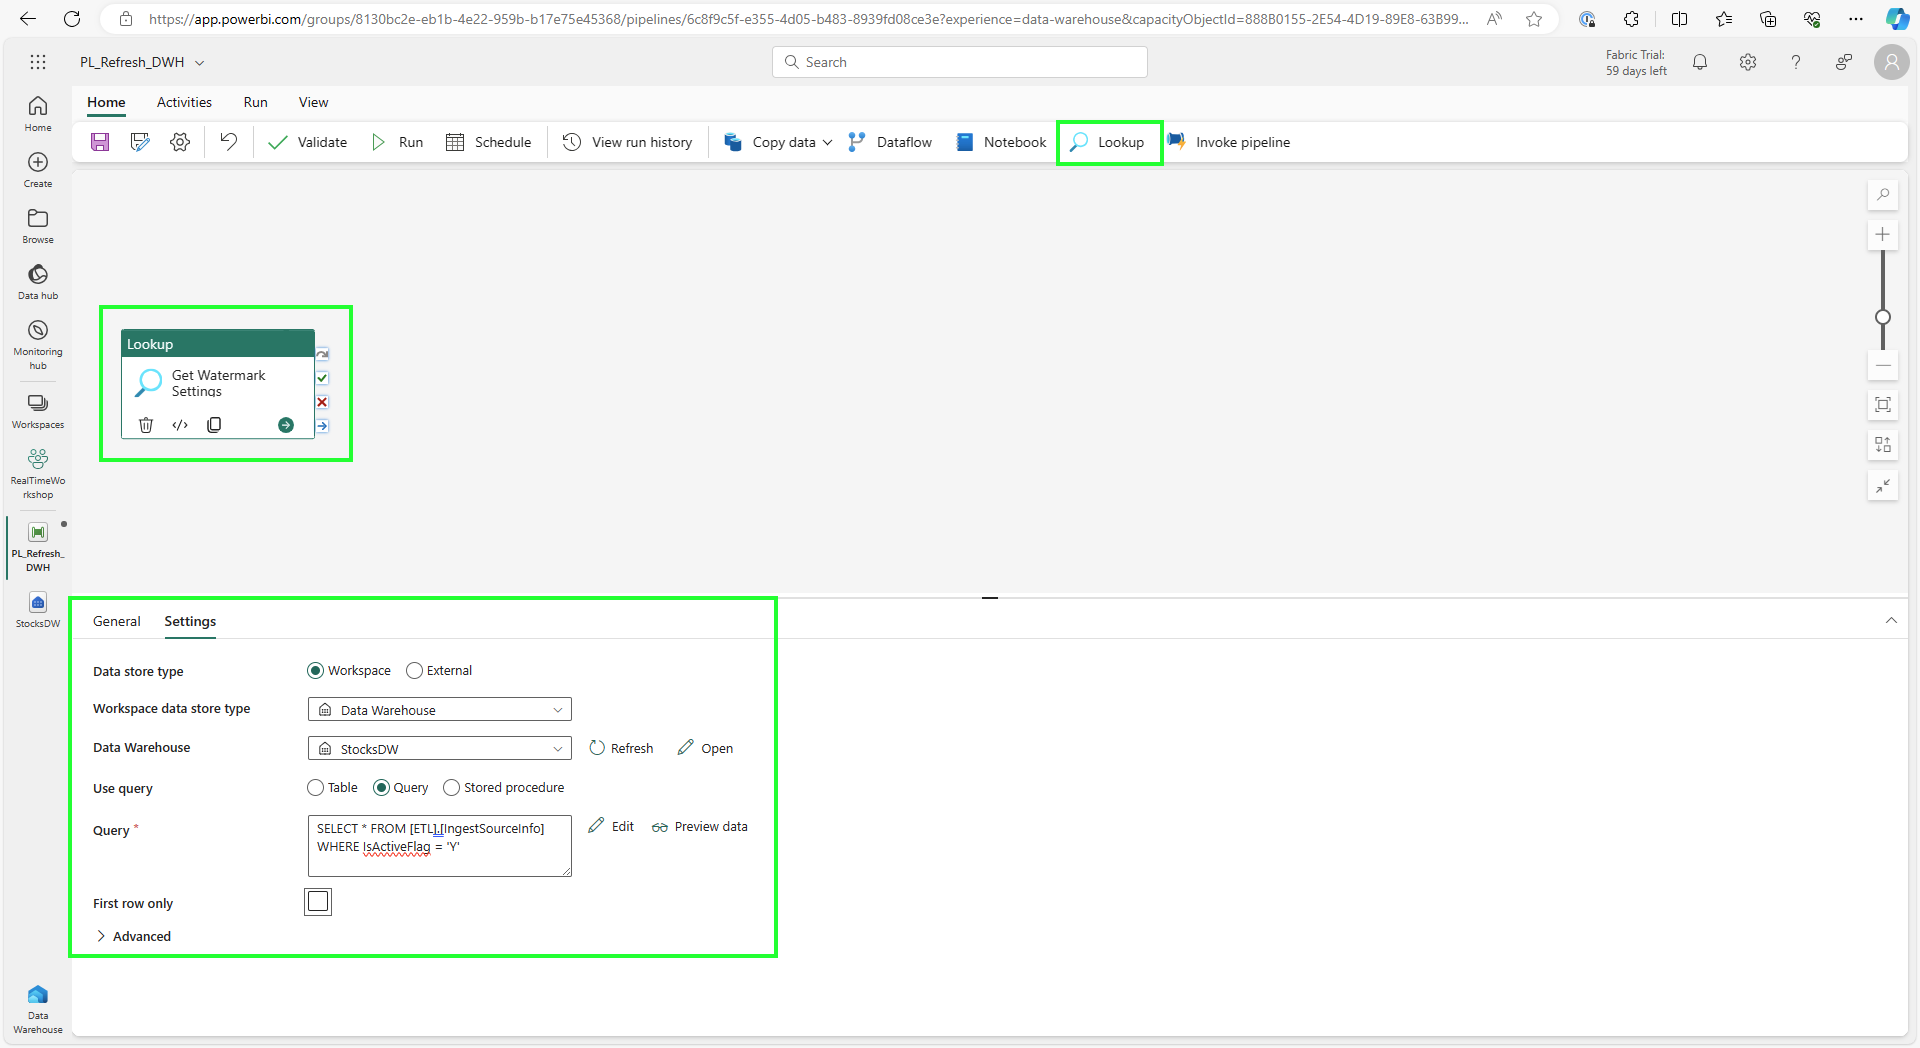 https://app.powerbi.com/groups/8130bc2e-eb1b-4e22-959b-b17e75e45368/pipelines/6c8f9c5f-e355-4d05-b483-8939fd08ce3e?experience=data-warehouse&capacityObjectId=888B0155-2E54-4D19-89E8-63B99...
PL_Refresh_DWH
Search
Fabric Trial:
59 days left
Home Activities Run View
Validate Run Schedule View run history Copy data Dataflow Notebook Lookup Invoke pipeline
Home
Create
Browse
Data hub
Monitoring
hub
Workspaces
RealTimeWo
rkshop
PL_Refresh_
DWH
StocksDW
Data
Warehouse
Lookup
Get Watermark
Settings
General Settings
Data store type Workspace External
Workspace data store type Data Warehouse
Data Warehouse StocksDW Refresh Open
Use query Table Query Stored procedure
Query * SELECT * FROM [ETL].[IngestSourceInfo] Edit Preview data
WHERE IsActiveFlag = 'Y'
First row only
Advanced